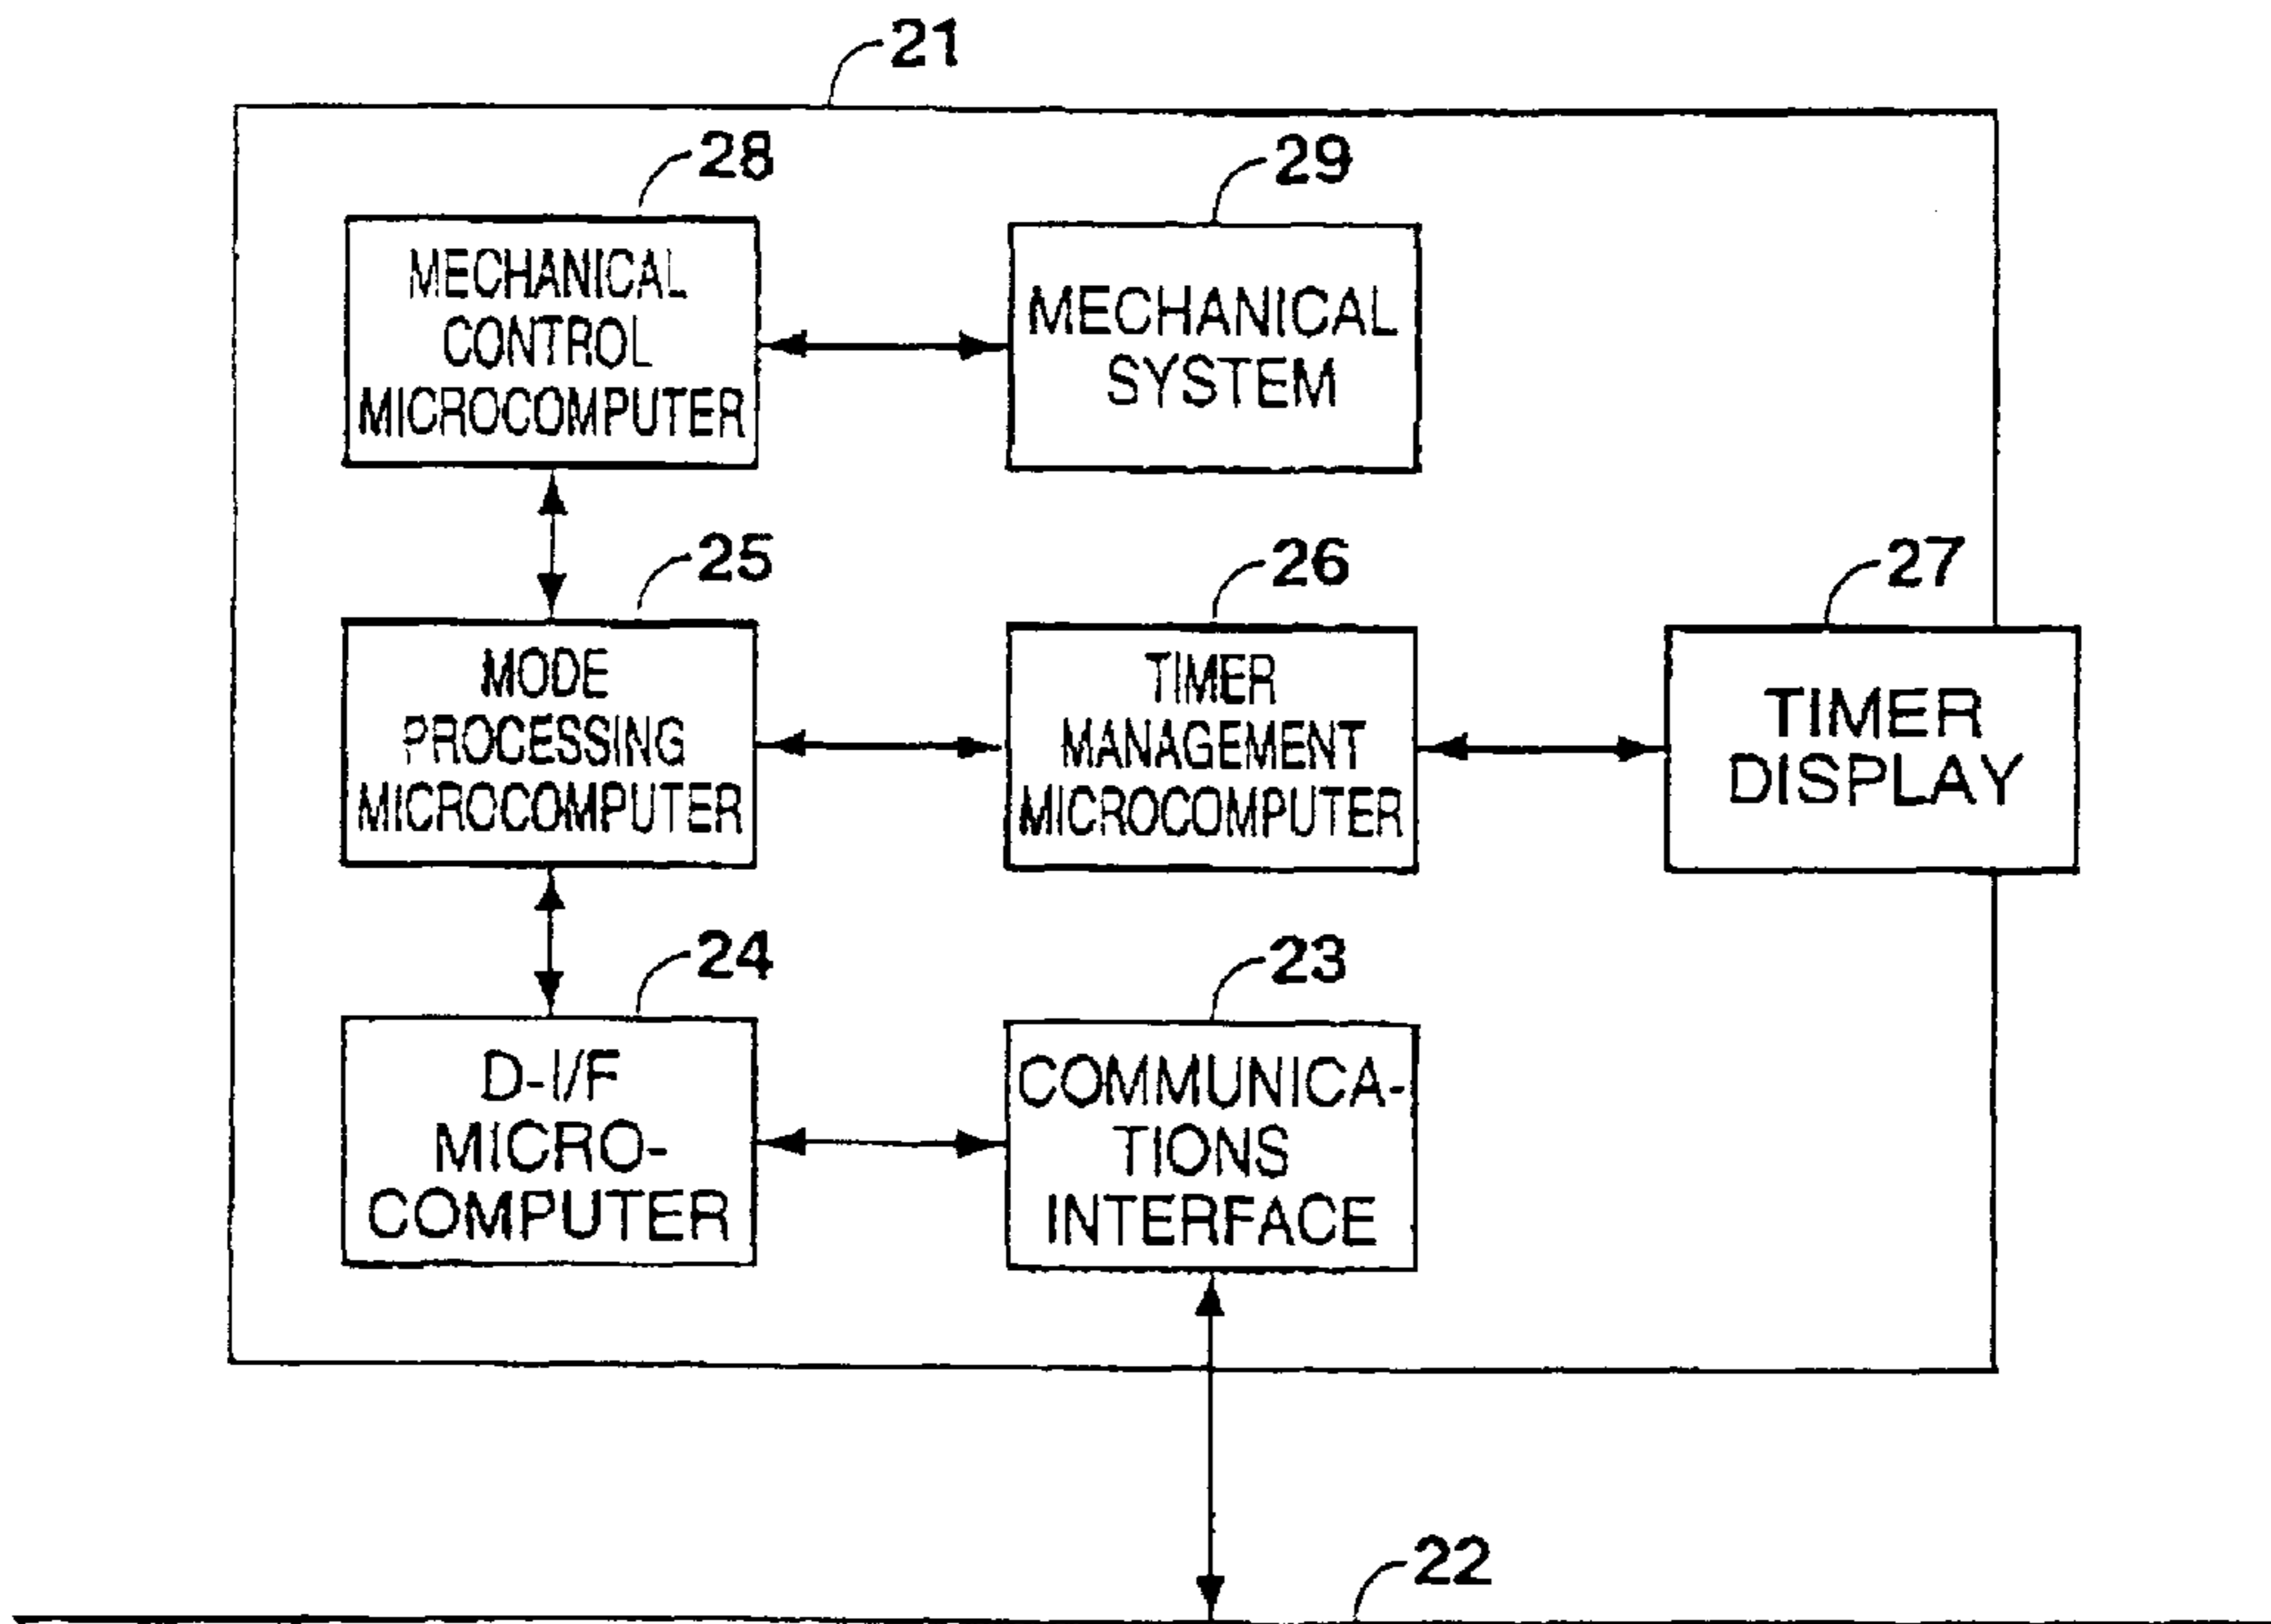 21
28
MECHANICAL
CONTROL
MICROCOMPUTER
29
MECHANICAL
SYSTEM
25
MODE
PROCESSING
MICROCOMPUTER
26
TIMER
MANAGEMENT
MICROCOMPUTER
27
TIMER
DISPLAY
24
D-I/F
MICRO-
COMPUTER
23
COMMUNICA-
TIONS
INTERFACE
22